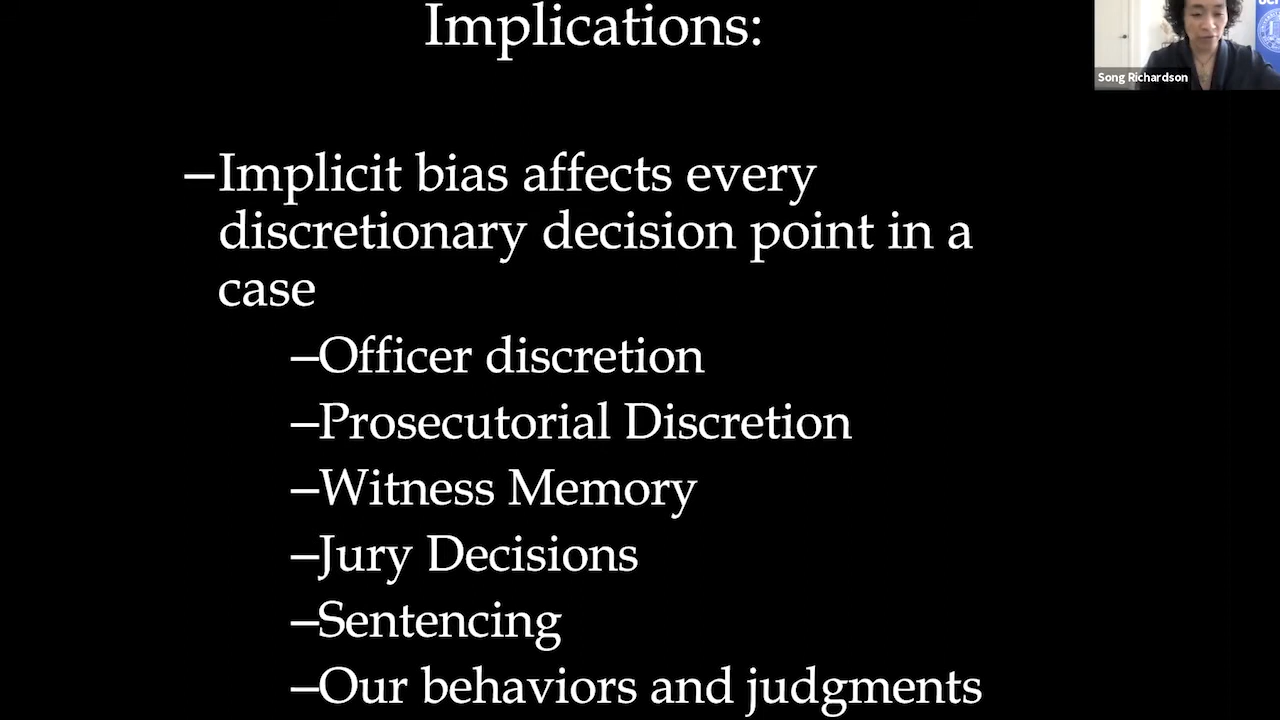 Implications:
–Implicit bias affects every
discretionary decision point in a
case
–Officer discretion
–Prosecutorial Discretion
–Witness Memory
–Jury Decisions
–Sentencing
–Our behaviors and judgments
Song Richardson